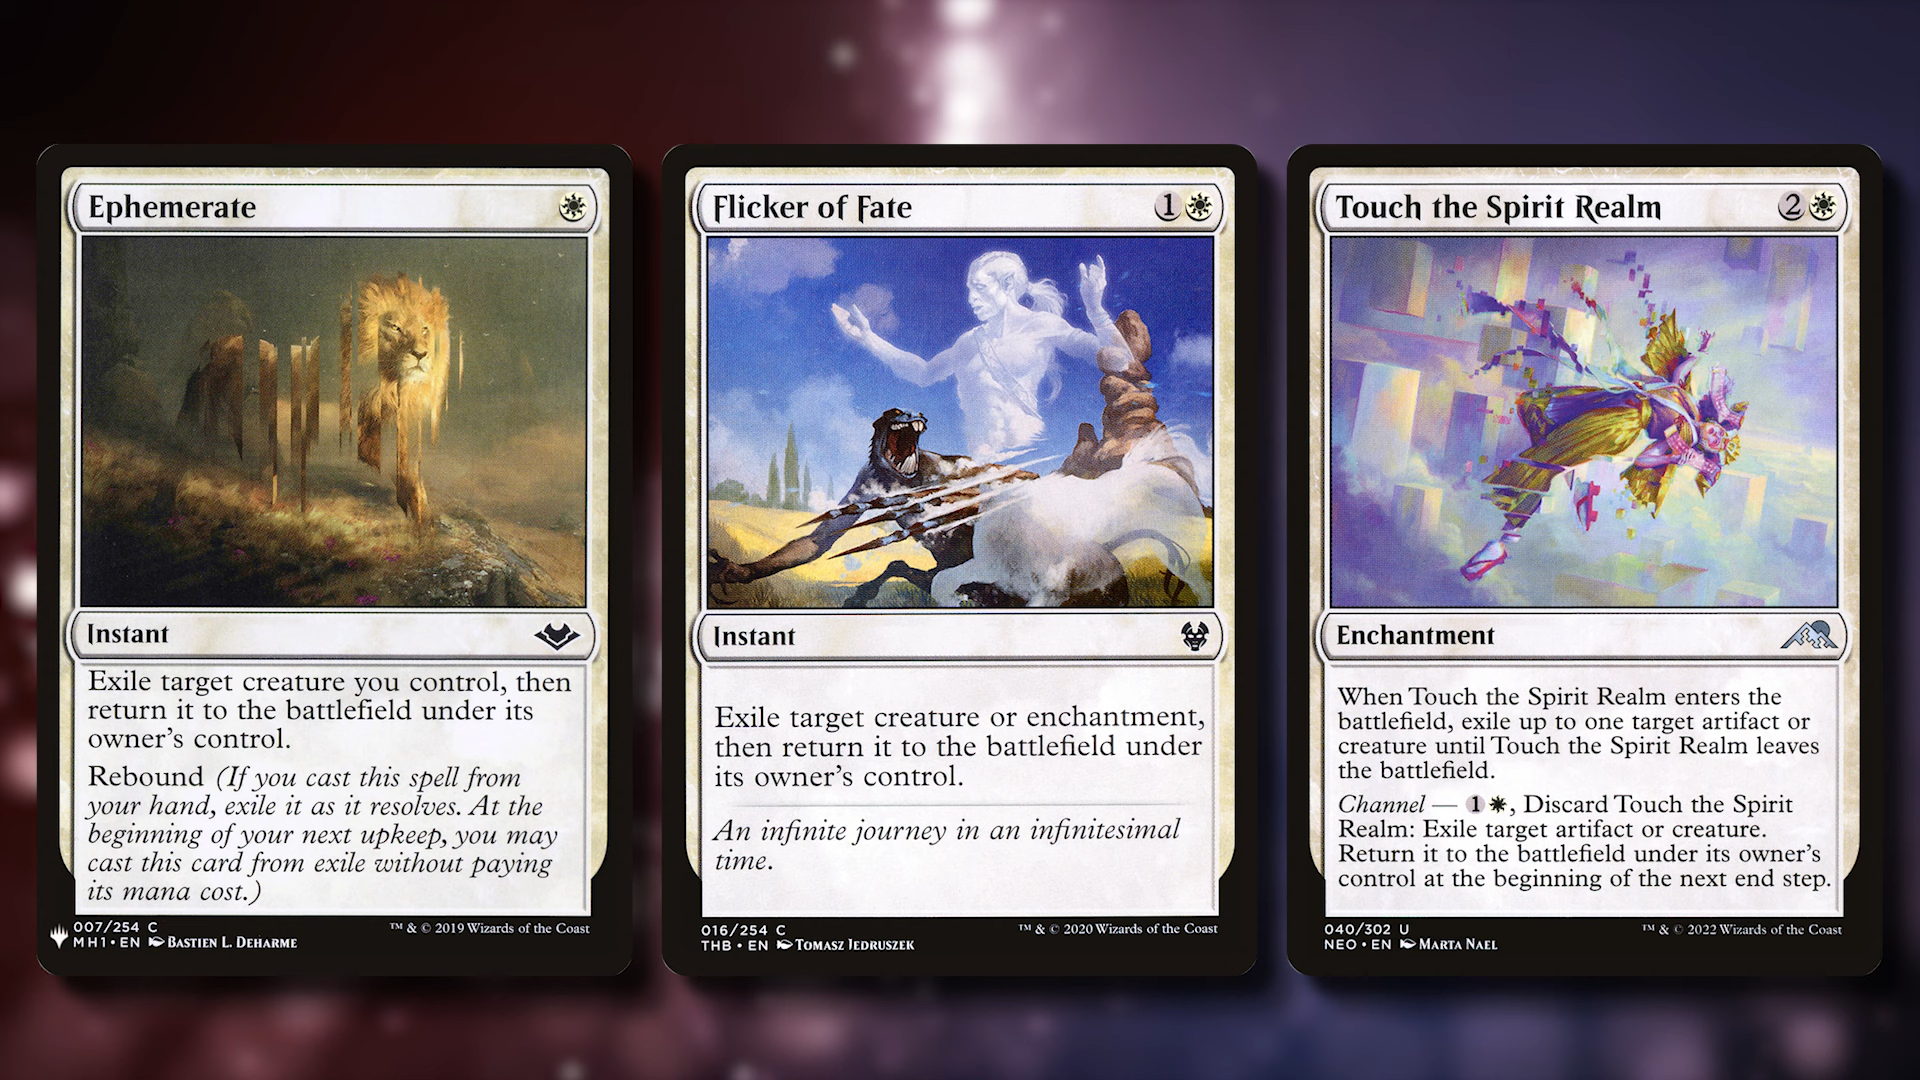 Ephemerate
Instant
Exile target creature you control, then
return it to the battlefield under its
owner's control.
Rebound (If you cast this spell from
your hand, exile it as it resolves. At the
beginning of your next upkeep, you may
cast this card from exile without paying
its mana cost.)
007/254 C
MH1 • EN Bastien L. Deharme
™ & © 2019 Wizards of the Coast
Flicker of Fate
1
Instant
Exile target creature or enchantment,
then return it to the battlefield under
its owner's control.
An infinite journey in an infinitesimal
time.
016/254 C
THB • EN Tomasz Jedruszek
™ & © 2020 Wizards of the Coast
Touch the Spirit Realm
2
Enchantment
When Touch the Spirit Realm enters the
battlefield, exile up to one target artifact or
creature until Touch the Spirit Realm leaves
the battlefield.
Channel — 1, Discard Touch the Spirit
Realm: Exile target artifact or creature.
Return it to the battlefield under its owner's
control at the beginning of the next end step.
040/302 U
NEO • EN Marta Nael
™ & © 2022 Wizards of the Coast